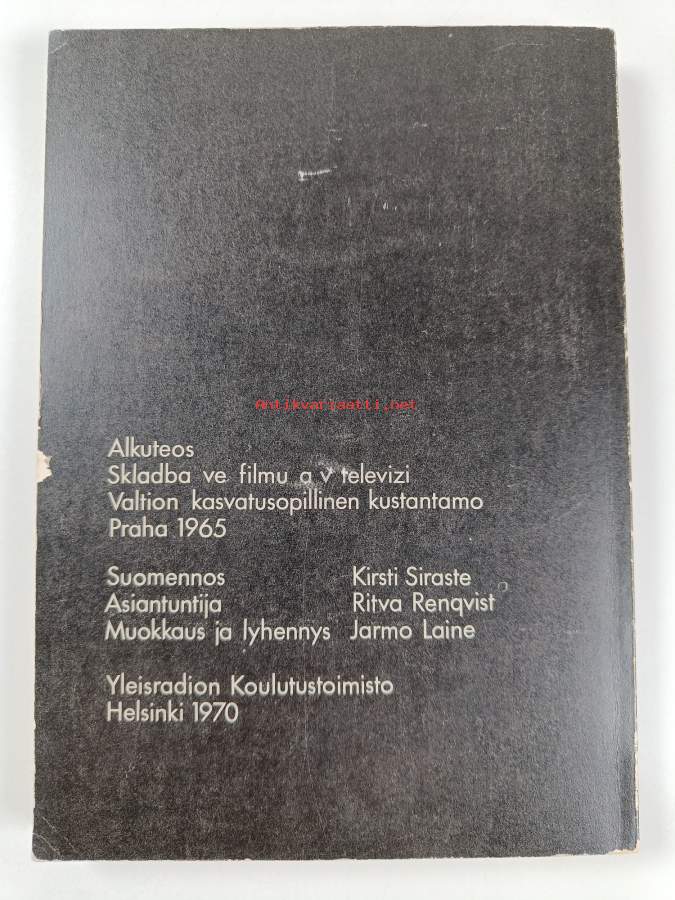 Antikvariaatti.net
Alkuteos
Skladba ve filmu a v televizi
Valtion kasvatusopillinen kustantamo
Praha 1965
Suomennos Kirsti Siraste
Asiantuntija Ritva Renqvist
Muokkaus ja lyhennys Jarmo Laine
Yleisradion Koulutustoimisto
Helsinki 1970